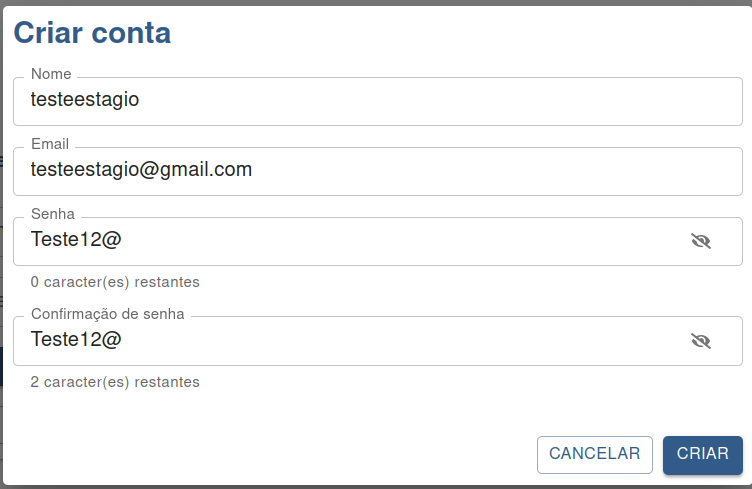 Criar conta
Nome
testeestagio
Email
testeestagio@gmail.com
Senha
Teste12@
0 caracter(es) restantes
Confirmação de senha
Teste12@
2 caracter(es) restantes
CANCELAR CRIAR